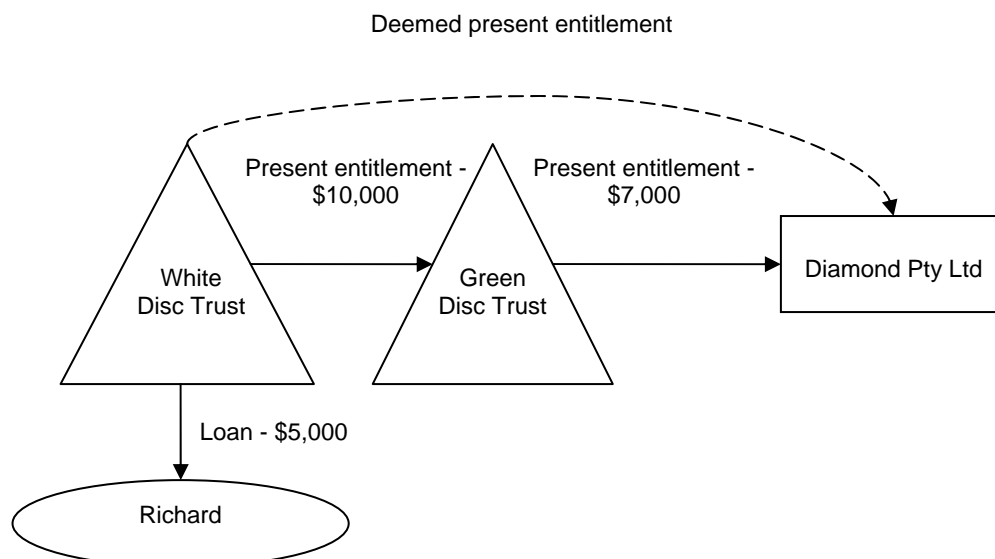 Deemed present entitlement
Present entitlement -
$10,000
Present entitlement -
$7,000
White
Disc Trust
Green
Disc Trust
Diamond Pty Ltd
Loan - $5,000
Richard